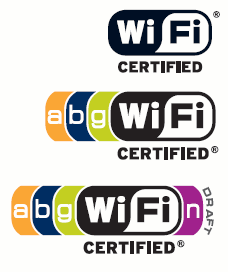 Wi Fi®
CERTIFIED
a b g Wi Fi
CERTIFIED®
a b g Wi Fi n DRAFT
CERTIFIED®